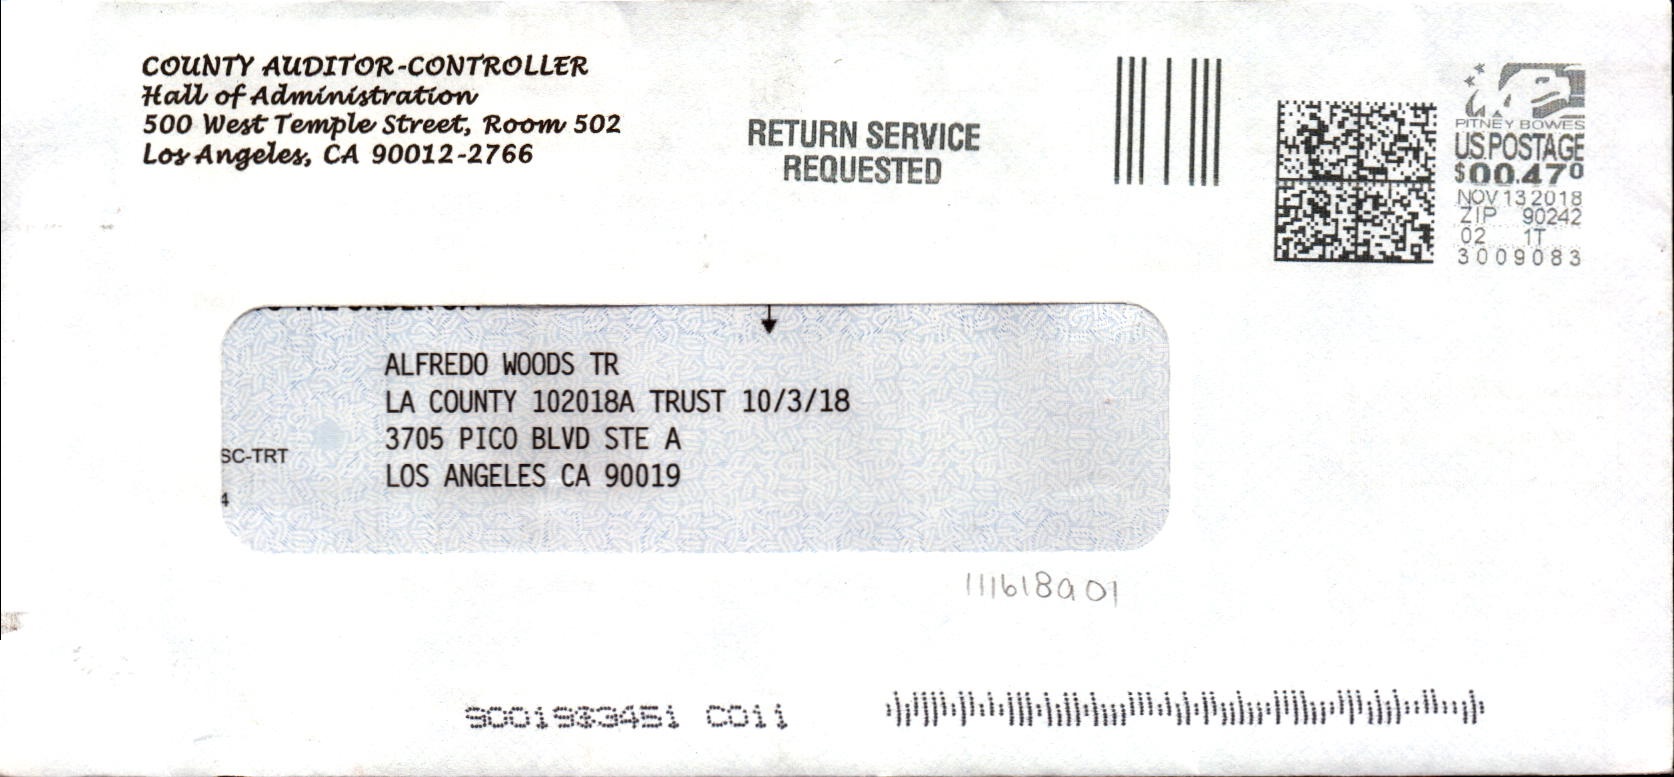 COUNTY AUDITOR-CONTROLLER
Hall of Administration
500 West Temple Street, Room 502
Los Angeles, CA 90012-2766
RETURN SERVICE
REQUESTED
PITNEY BOWES
US POSTAGE
$00.47⁰
NOV 13 2018
ZIP 90242
02 1T
3009083
THE ORDER OF
ALFREDO WOODS TR
LA COUNTY 102018A TRUST 10/3/18
3705 PICO BLVD STE A
LOS ANGELES CA 90019
SC-TRT
4
111618a01
C011